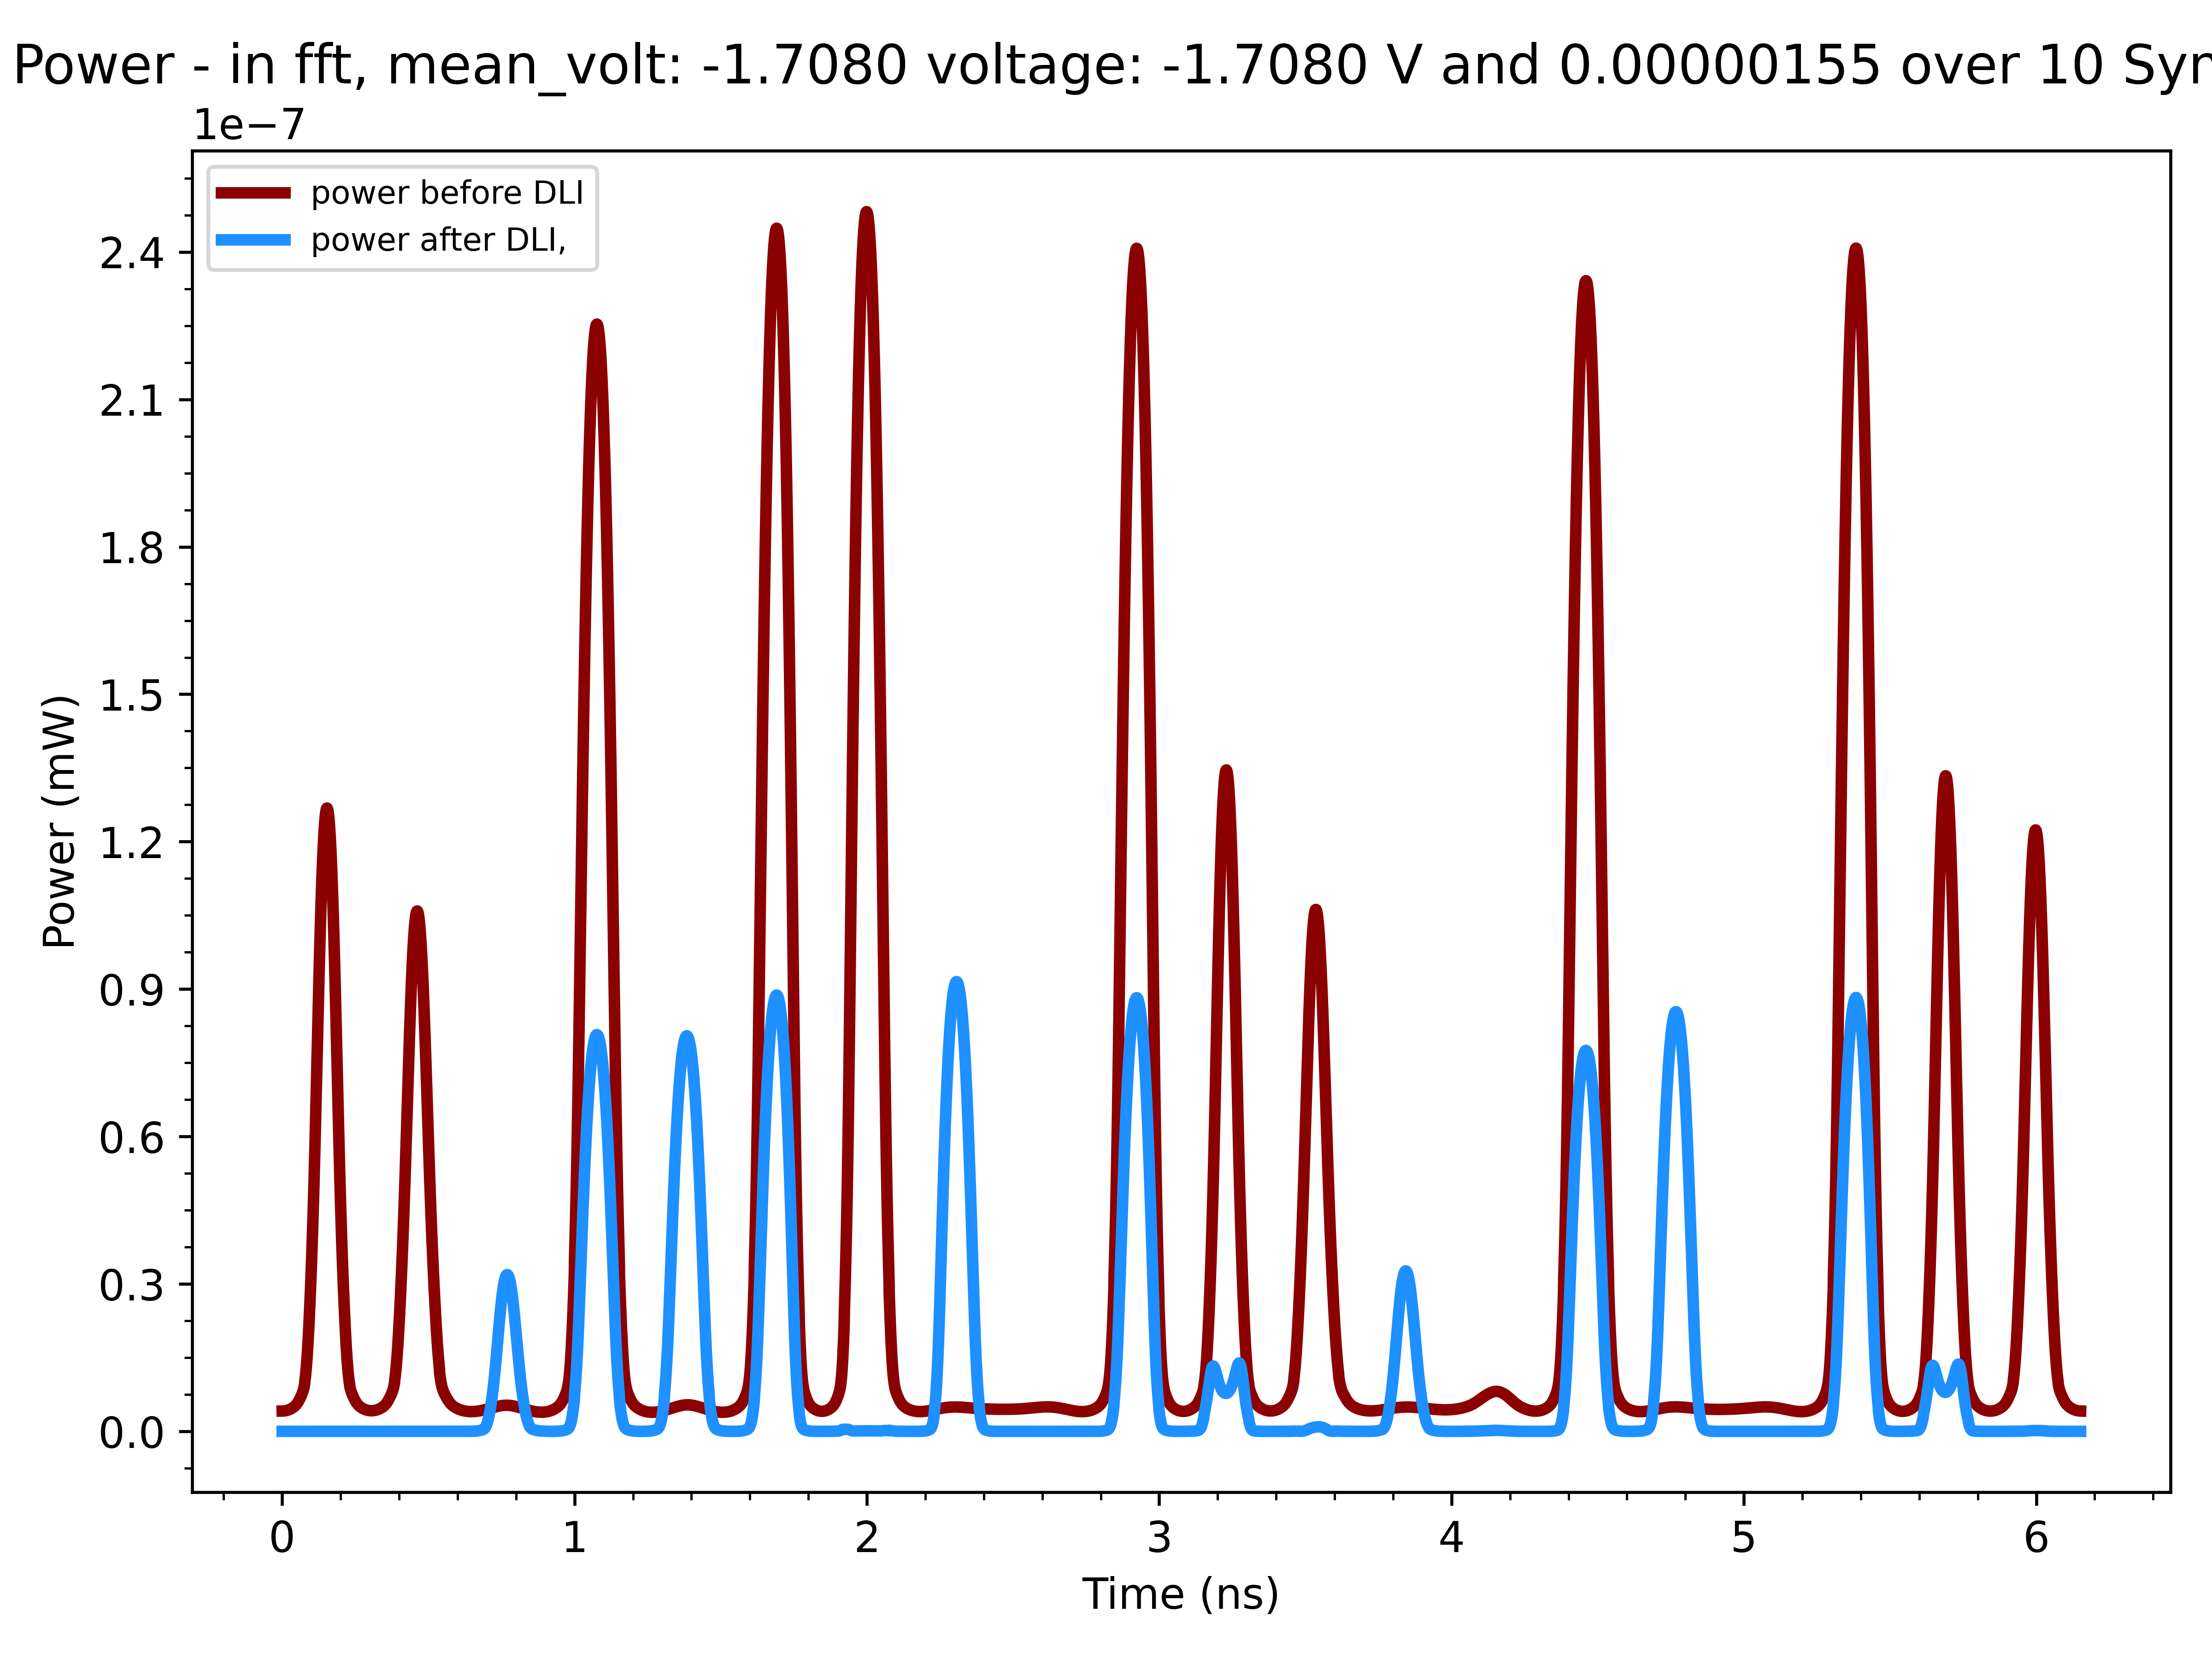 Power - in fft, mean_volt: -1.7080 voltage: -1.7080 V and 0.00000155 over 10
1e−7
power before DLI
power after DLI,
2.4
2.1
1.8
1.5
1.2
0.9
0.6
0.3
0.0
Power (mW)
0 1 2 3 4 5 6
Time (ns)